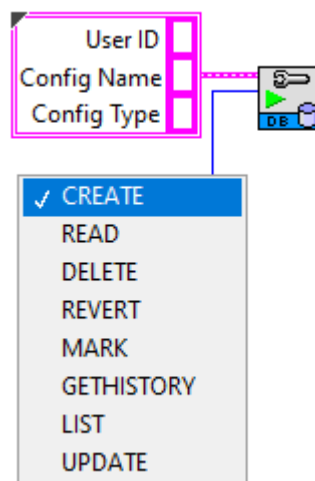 User ID
Config Name
Config Type
DB
CREATE
READ
DELETE
REVERT
MARK
GETHISTORY
LIST
UPDATE